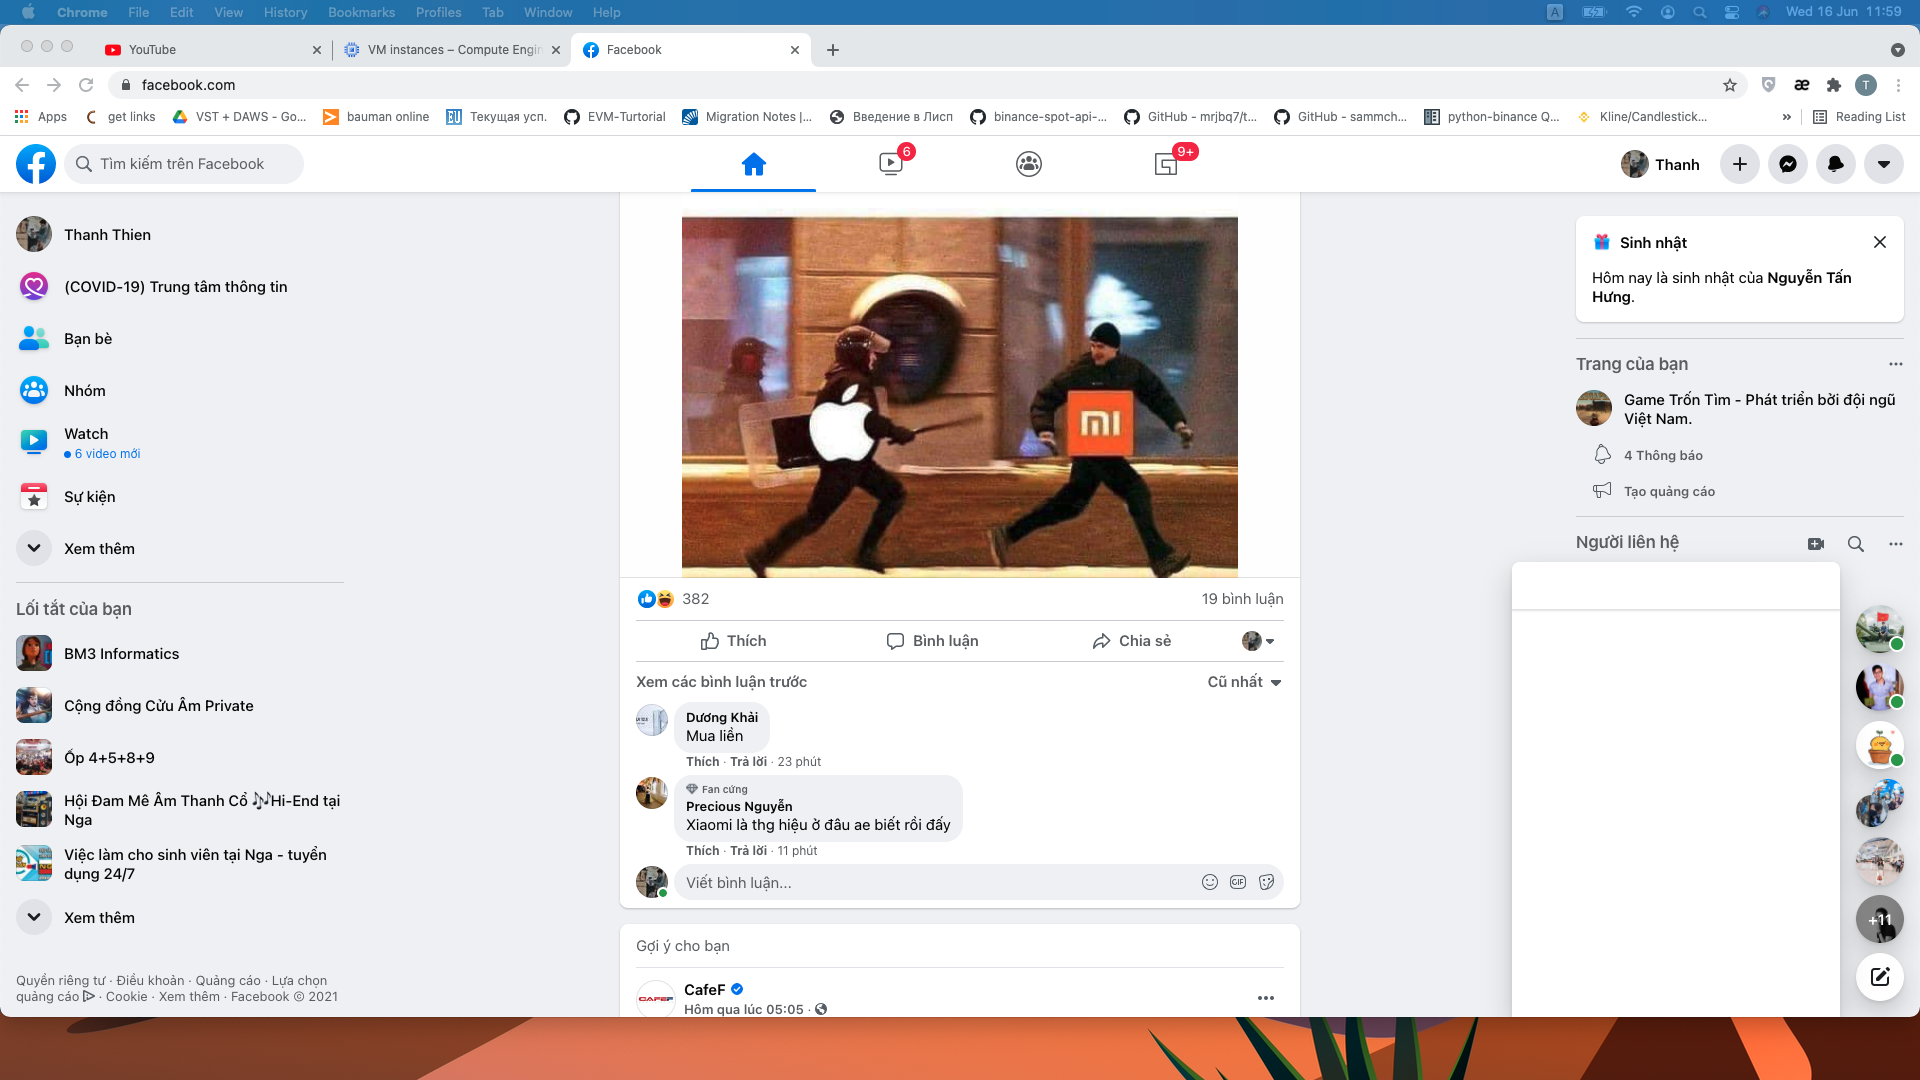 Chrome File Edit View History Bookmarks Profiles Tab Window Help
A Wed 16 Jun 11:59
YouTube
VM instances – Compute Engin
Facebook
facebook.com
T
Apps
get links
VST + DAWS - Go...
bauman online
Текущая усп.
EVM-Turtorial
Migration Notes |...
Введение в Лисп
binance-spot-api-...
GitHub - mrjbq7/t...
GitHub - sammch...
python-binance Q...
Kline/Candlestick...
»
Reading List
Tìm kiếm trên Facebook
6
9+
Thanh
Thanh Thien
(COVID-19) Trung tâm thông tin
Bạn bè
Nhóm
Watch
6 video mới
Sự kiện
Xem thêm
Lối tắt của bạn
BM3 Informatics
Cộng đồng Cửu Âm Private
Ốp 4+5+8+9
Hội Đam Mê Âm Thanh Cổ 🎶Hi-End tại
Nga
Việc làm cho sinh viên tại Nga - tuyển
dụng 24/7
Xem thêm
Quyền riêng tư · Điều khoản · Quảng cáo · Lựa chọn
quảng cáo · Cookie · Xem thêm · Facebook © 2021
MI
382
19 bình luận
Thích
Bình luận
Chia sẻ
Xem các bình luận trước
Cũ nhất
Dương Khải
Mua liền
Thích · Trả lời · 23 phút
Fan cứng
Precious Nguyễn
Xiaomi là thg hiệu ở đâu ae biết rồi đấy
Thích · Trả lời · 11 phút
Viết bình luận...
GIF
Gợi ý cho bạn
CAFEF
CafeF
Hôm qua lúc 05:05 ·
Sinh nhật
Hôm nay là sinh nhật của Nguyễn Tấn
Hưng.
Trang của bạn
Game Trốn Tìm - Phát triển bởi đội ngũ
Việt Nam.
4 Thông báo
Tạo quảng cáo
Người liên hệ
+11